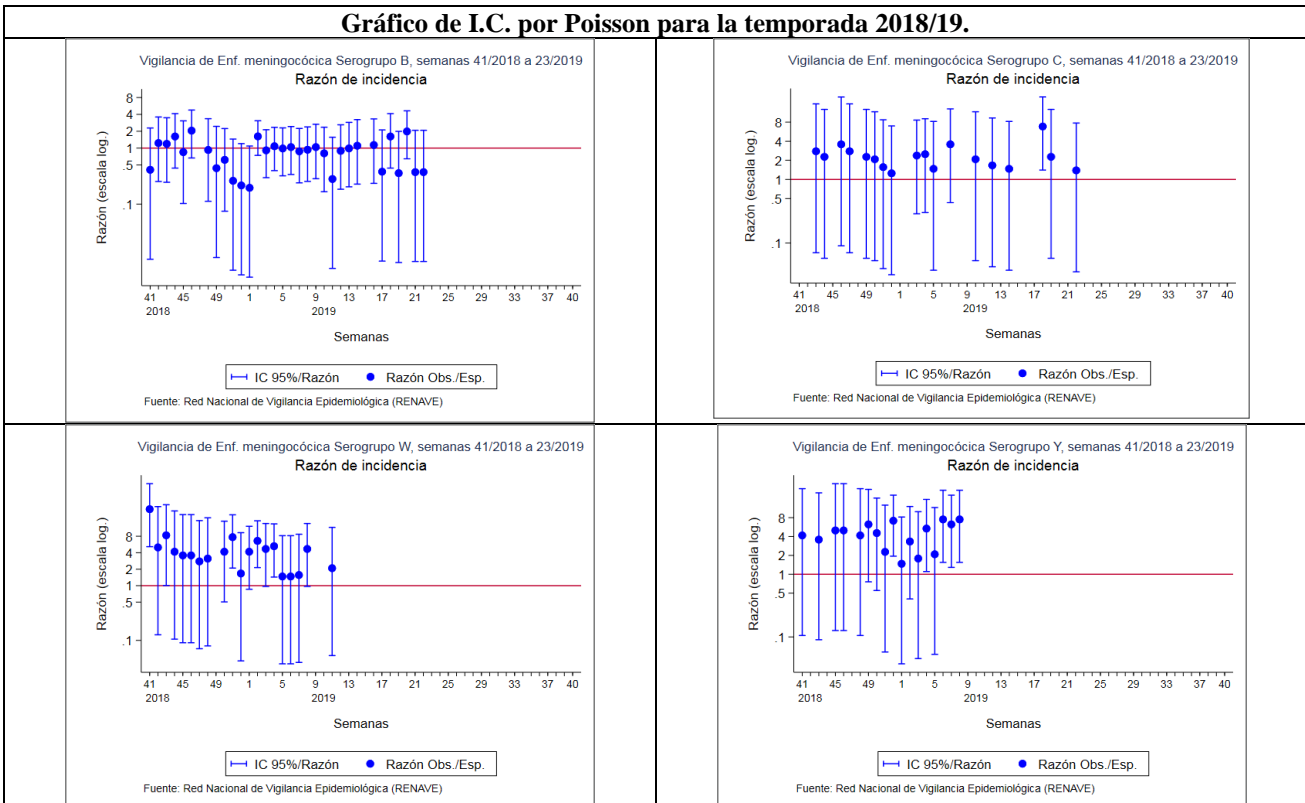 Gráfico de I.C. por Poisson para la temporada 2018/19.
Vigilancia de Enf. meningocócica Serogrupo B, semanas 41/2018 a 23/2019
Razón de incidencia
Razón (escala log.)
8
4
2
1
.5
.1
41 45 49 1 5 9 13 17 21 25 29 33 37 40
2018 2019
Semanas
IC 95%/Razón Razón Obs./Esp.
Fuente: Red Nacional de Vigilancia Epidemiológica (RENAVE)
Vigilancia de Enf. meningocócica Serogrupo C, semanas 41/2018 a 23/2019
Razón de incidencia
Razón (escala log.)
8
4
2
1
.5
.1
41 45 49 1 5 9 13 17 21 25 29 33 37 40
2018 2019
Semanas
IC 95%/Razón Razón Obs./Esp.
Fuente: Red Nacional de Vigilancia Epidemiológica (RENAVE)
Vigilancia de Enf. meningocócica Serogrupo W, semanas 41/2018 a 23/2019
Razón de incidencia
Razón (escala log.)
8
4
2
1
.5
.1
41 45 49 1 5 9 13 17 21 25 29 33 37 40
2018 2019
Semanas
IC 95%/Razón Razón Obs./Esp.
Fuente: Red Nacional de Vigilancia Epidemiológica (RENAVE)
Vigilancia de Enf. meningocócica Serogrupo Y, semanas 41/2018 a 23/2019
Razón de incidencia
Razón (escala log.)
8
4
2
1
.5
.1
41 45 49 1 5 9 13 17 21 25 29 33 37 40
2018 2019
Semanas
IC 95%/Razón Razón Obs./Esp.
Fuente: Red Nacional de Vigilancia Epidemiológica (RENAVE)